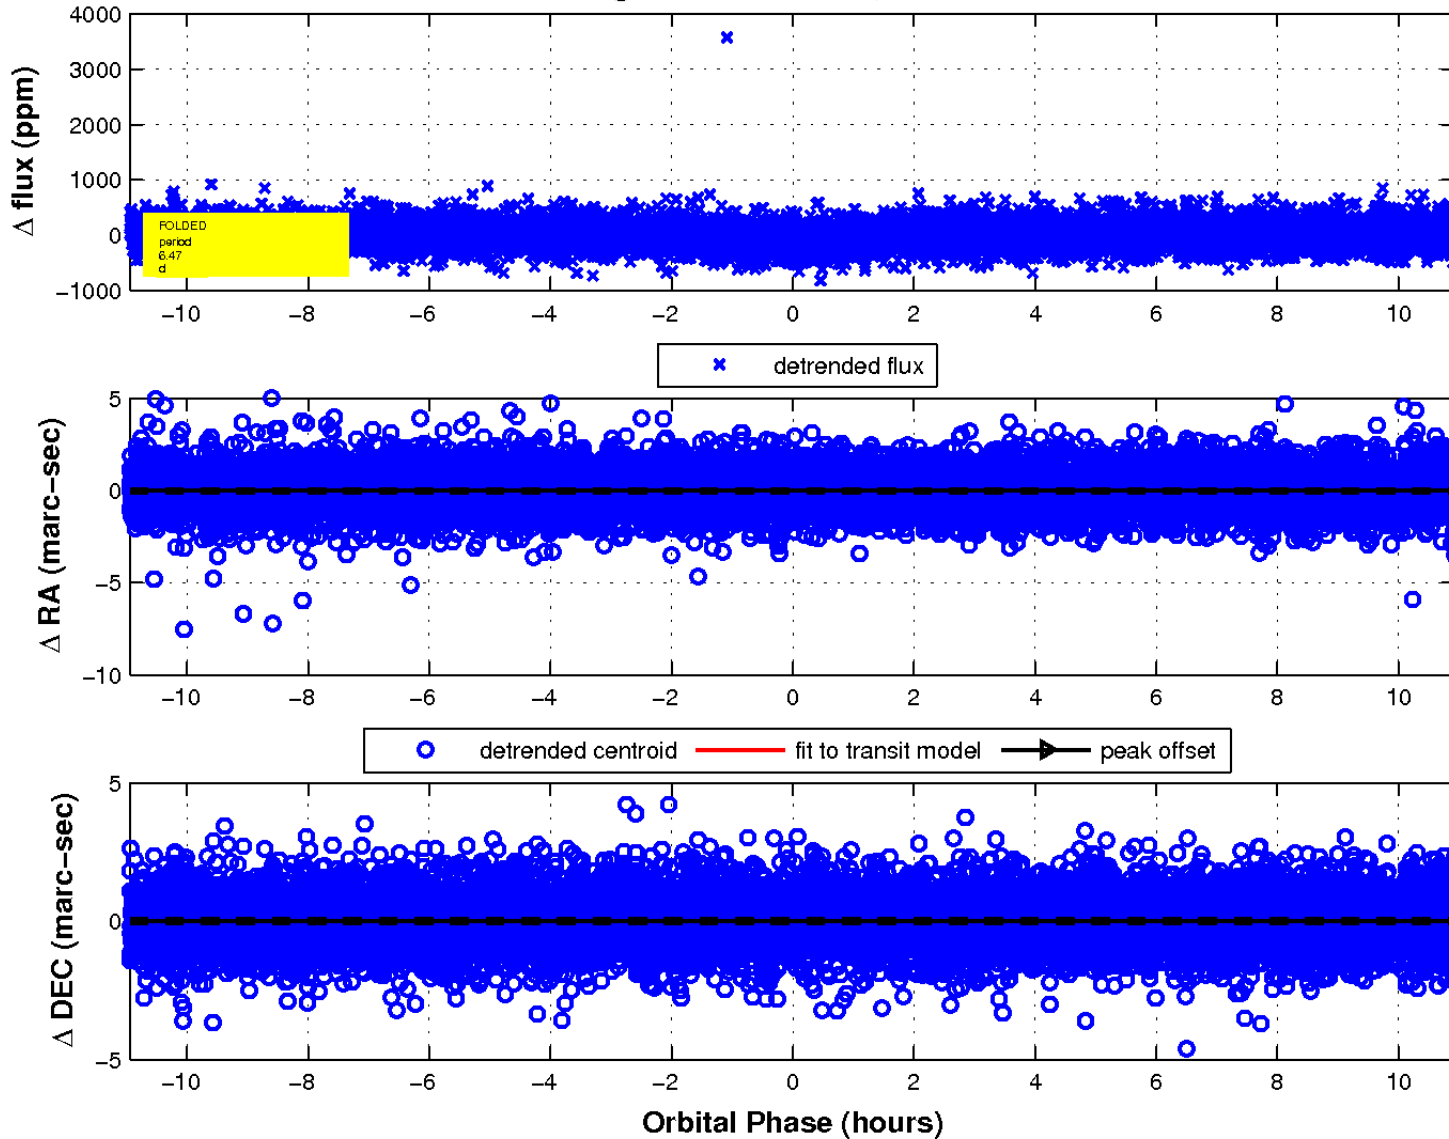 4000
3000
2000
1000
0
−1000
Δ flux (ppm)
FOLDED
period
6.47
d
−10 −8 −6 −4 −2 0 2 4 6 8 10
detrended flux
5
0
−5
−10
Δ RA (marc−sec)
−10 −8 −6 −4 −2 0 2 4 6 8 10
detrended centroid fit to transit model peak offset
5
0
−5
Δ DEC (marc−sec)
−10 −8 −6 −4 −2 0 2 4 6 8 10
Orbital Phase (hours)